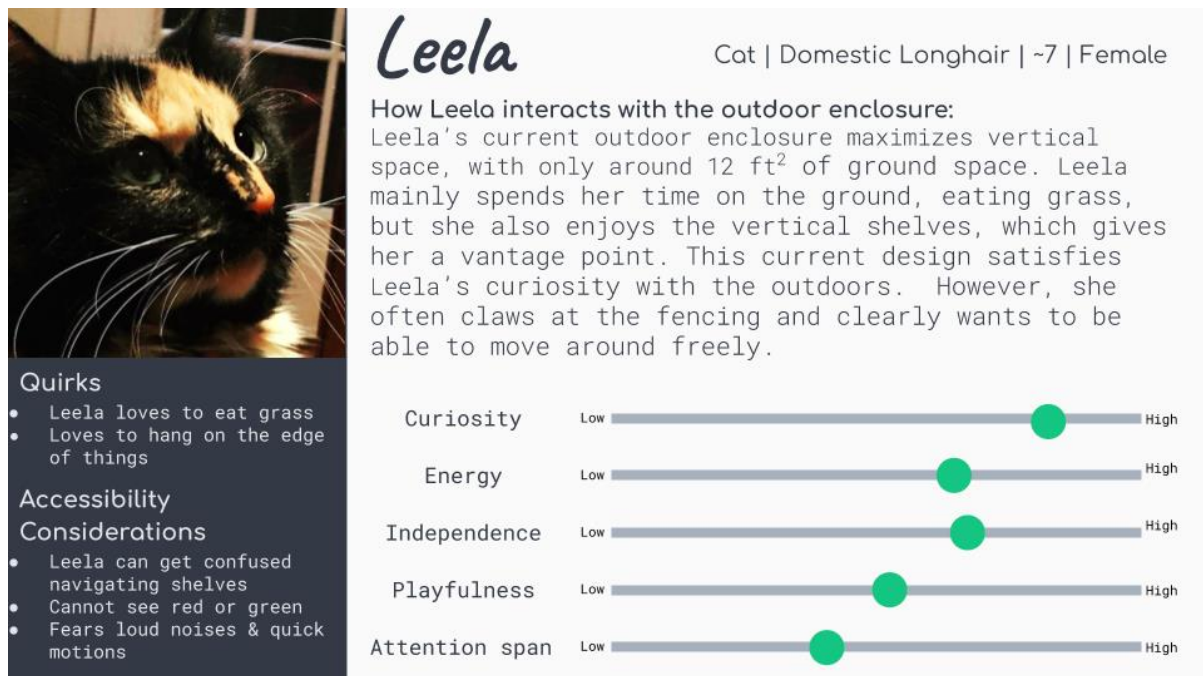 Leela
Cat | Domestic Longhair | ~7 | Female
How Leela interacts with the outdoor enclosure:
Leela's current outdoor enclosure maximizes vertical
space, with only around 12 ft² of ground space. Leela
mainly spends her time on the ground, eating grass,
but she also enjoys the vertical shelves, which gives
her a vantage point. This current design satisfies
Leela's curiosity with the outdoors.  However, she
often claws at the fencing and clearly wants to be
able to move around freely.
Quirks
● Leela loves to eat grass
● Loves to hang on the edge
of things
Accessibility
Considerations
● Leela can get confused
navigating shelves
● Cannot see red or green
● Fears loud noises & quick
motions
Curiosity Low High
Energy Low High
Independence Low High
Playfulness Low High
Attention span Low High